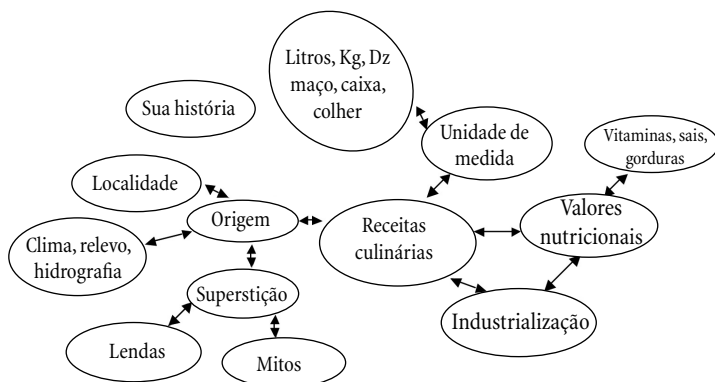 Litros, Kg, Dz
maço, caixa,
colher
Sua história
Unidade de
medida
Vitaminas, sais,
gorduras
Localidade
Origem
Receitas
culinárias
Valores
nutricionais
Clima, relevo,
hidrografia
Superstição
Industrialização
Lendas
Mitos